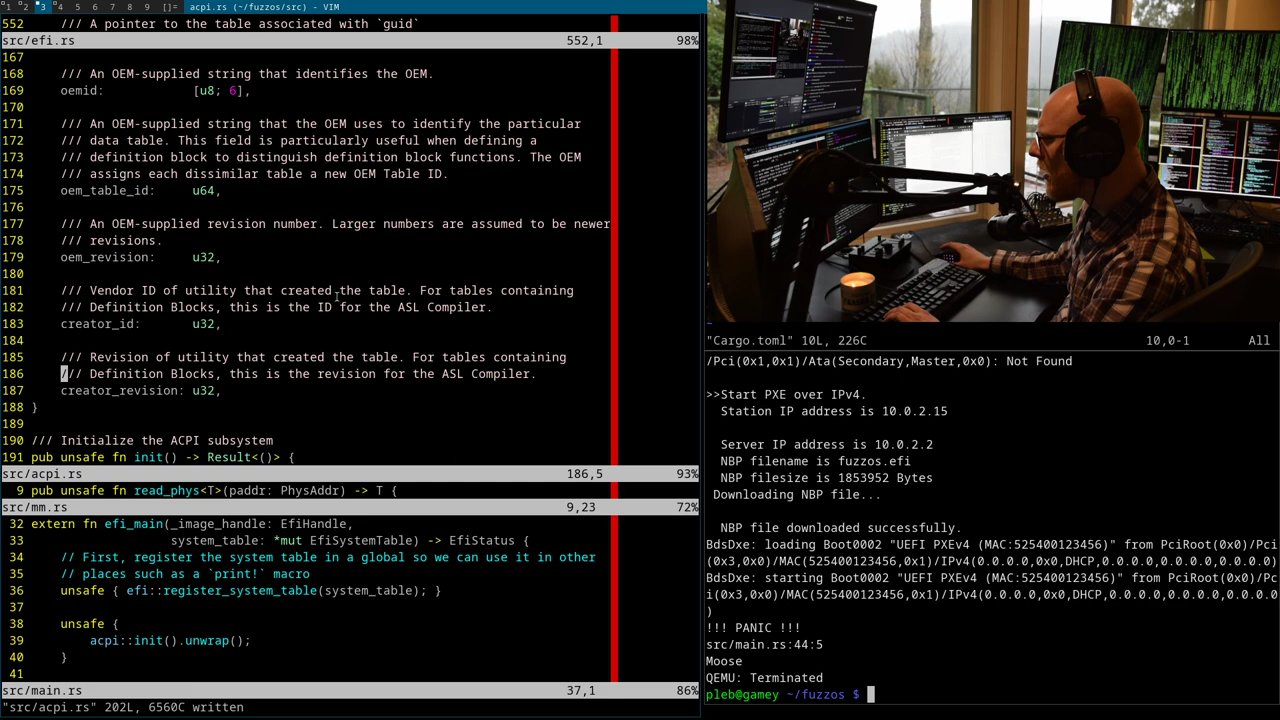 1 2 3 4 5 6 7 8 9 []= acpi.rs (~/fuzzos/src) - VIM
552     /// A pointer to the table associated with `guid`
src/efi.rs 552,1 98%
167
168     /// An OEM-supplied string that identifies the OEM.
169     oemid:            [u8; 6],
170
171     /// An OEM-supplied string that the OEM uses to identify the particular
172     /// data table. This field is particularly useful when defining a
173     /// definition block to distinguish definition block functions. The OEM
174     /// assigns each dissimilar table a new OEM Table ID.
175     oem_table_id:     u64,
176
177     /// An OEM-supplied revision number. Larger numbers are assumed to be newer
178     /// revisions.
179     oem_revision:     u32,
180
181     /// Vendor ID of utility that created the table. For tables containing
182     /// Definition Blocks, this is the ID for the ASL Compiler.
183     creator_id:       u32,
184
185     /// Revision of utility that created the table. For tables containing
186     /// Definition Blocks, this is the revision for the ASL Compiler.
187     creator_revision: u32,
188 }
189
190 /// Initialize the ACPI subsystem
191 pub unsafe fn init() -> Result<()> {
src/acpi.rs 186,5 93%
9 pub unsafe fn read_phys<T>(paddr: PhysAddr) -> T {
src/mm.rs 9,23 72%
32 extern fn efi_main(_image_handle: EfiHandle,
33                    system_table: *mut EfiSystemTable) -> EfiStatus {
34     // First, register the system table in a global so we can use it in other
35     // places such as a `print!` macro
36     unsafe { efi::register_system_table(system_table); }
37
38     unsafe {
39         acpi::init().unwrap();
40     }
41
src/main.rs 37,1 86%
"src/acpi.rs" 202L, 6560C written
~
"Cargo.toml" 10L, 226C 10,0-1 All
/Pci(0x1,0x1)/Ata(Secondary,Master,0x0): Not Found
>>Start PXE over IPv4.
Station IP address is 10.0.2.15
Server IP address is 10.0.2.2
NBP filename is fuzzos.efi
NBP filesize is 1853952 Bytes
Downloading NBP file...
NBP file downloaded successfully.
BdsDxe: loading Boot0002 "UEFI PXEv4 (MAC:525400123456)" from PciRoot(0x0)/Pci
(0x3,0x0)/MAC(525400123456,0x1)/IPv4(0.0.0.0,0x0,DHCP,0.0.0.0,0.0.0.0,0.0.0.0)
BdsDxe: starting Boot0002 "UEFI PXEv4 (MAC:525400123456)" from PciRoot(0x0)/Pc
i(0x3,0x0)/MAC(525400123456,0x1)/IPv4(0.0.0.0,0x0,DHCP,0.0.0.0,0.0.0.0,0.0.0.0
)
!!! PANIC !!!
src/main.rs:44:5
Moose
QEMU: Terminated
pleb@gamey ~/fuzzos $